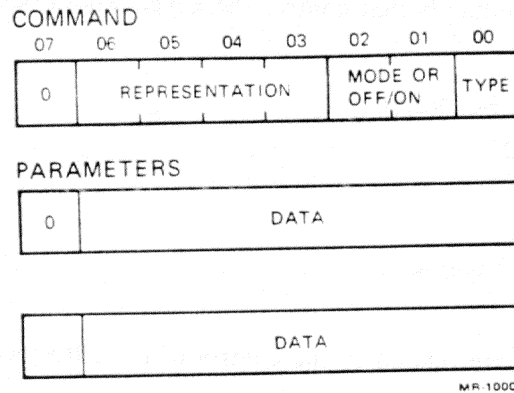 COMMAND
07 06 05 04 03 02 01 00
0 REPRESENTATION MODE OR OFF/ON TYPE
PARAMETERS
0 DATA
DATA
MR-1000